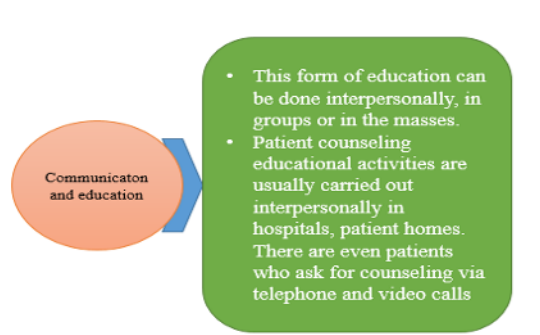 Communicaton
and education
• This form of education can
be done interpersonally, in
groups or in the masses.
• Patient counseling
educational activities are
usually carried out
interpersonally in
hospitals, patient homes.
There are even patients
who ask for counseling via
telephone and video calls